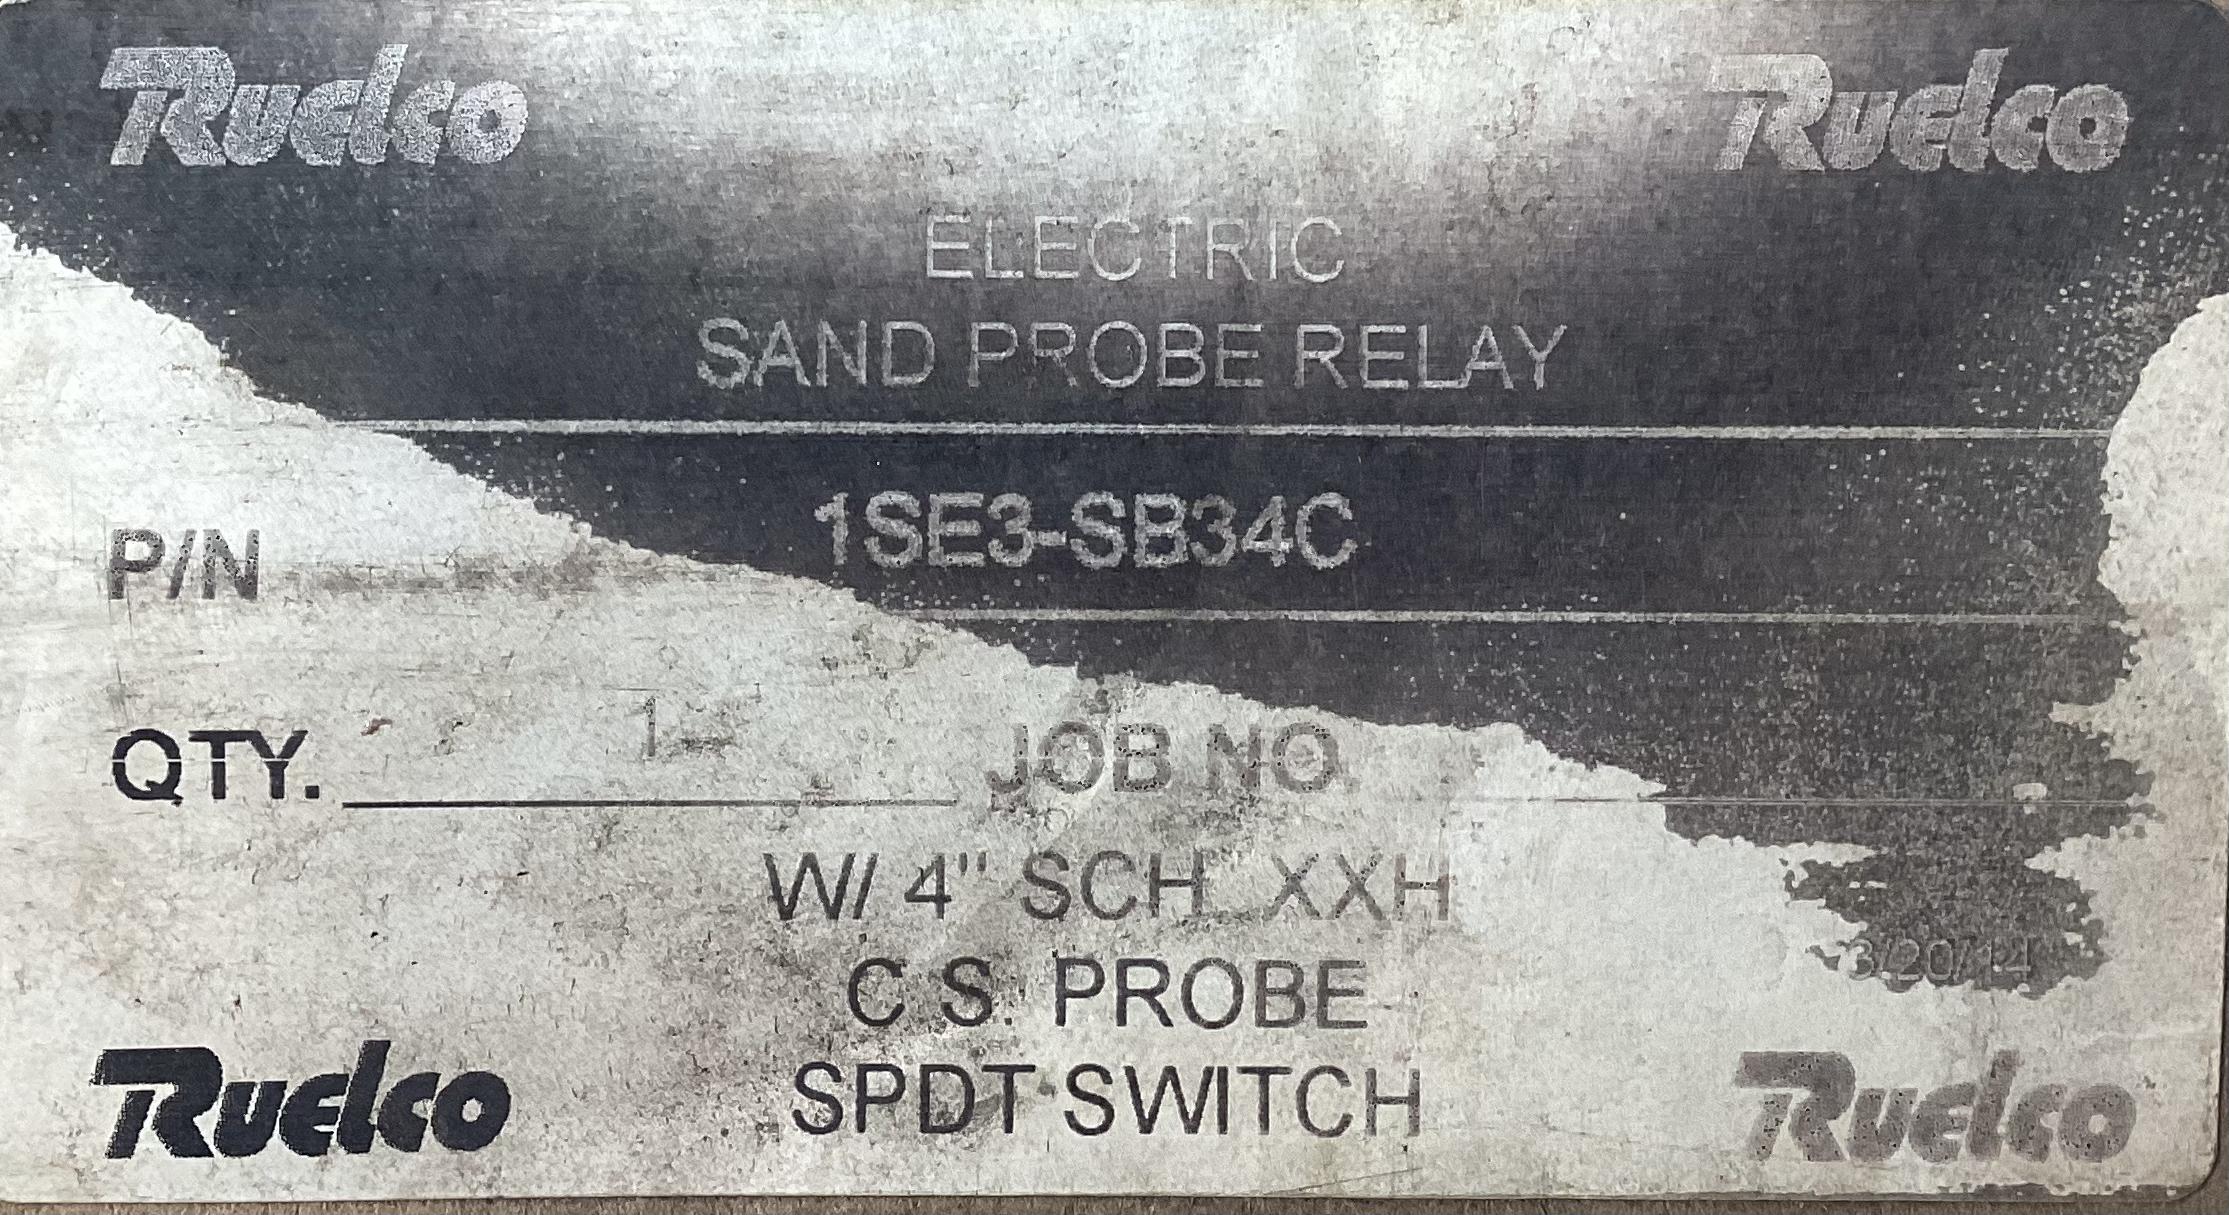 Ruelco Ruelco
ELECTRIC
SAND PROBE RELAY
P/N 1SE3-SB34C
QTY. 1 JOB NO.
W/ 4" SCH. XXH
C.S. PROBE
3/20/14
SPDT SWITCH
Ruelco Ruelco